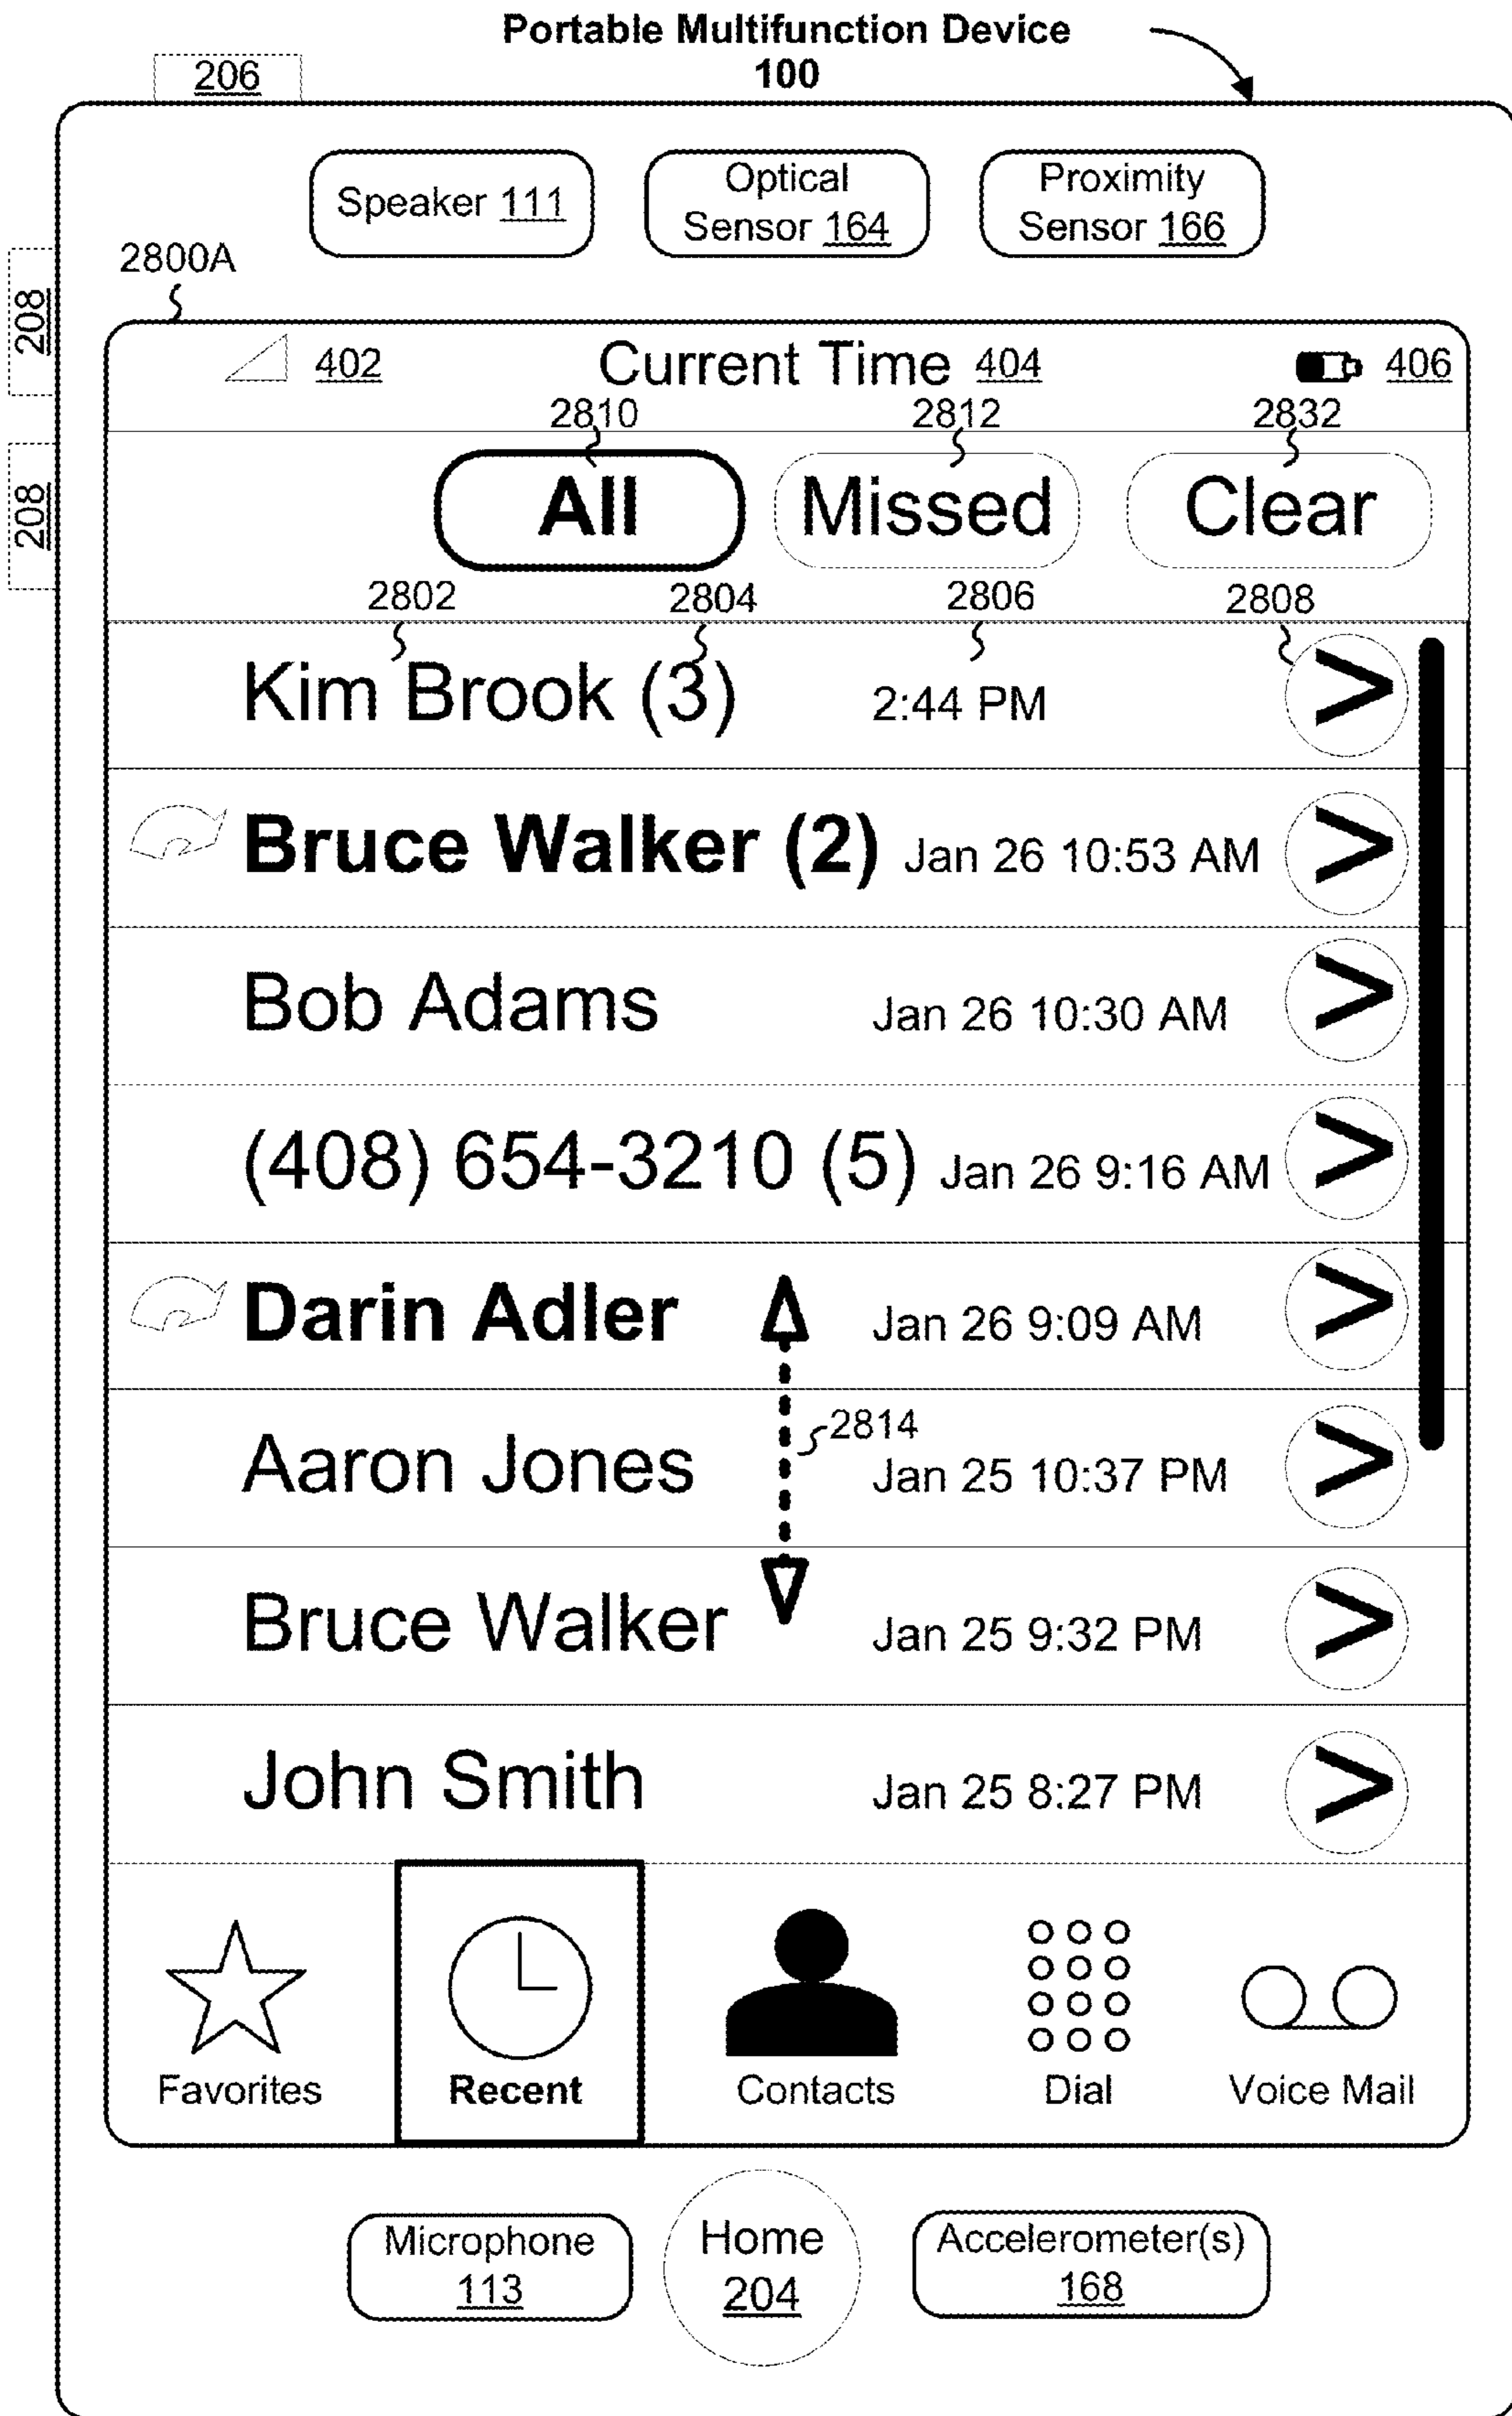 Portable Multifunction Device
100
206
Speaker 111
Optical
Sensor 164
Proximity
Sensor 166
2800A
208
208
402
Current Time 404
406
2810
2812
2832
All
Missed
Clear
2802
2804
2806
2808
Kim Brook (3) 2:44 PM >
Bruce Walker (2) Jan 26 10:53 AM >
Bob Adams Jan 26 10:30 AM >
(408) 654-3210 (5) Jan 26 9:16 AM >
Darin Adler Jan 26 9:09 AM >
2814
Aaron Jones Jan 25 10:37 PM >
Bruce Walker Jan 25 9:32 PM >
John Smith Jan 25 8:27 PM >
Favorites
Recent
Contacts
Dial
Voice Mail
Microphone
113
Home
204
Accelerometer(s)
168